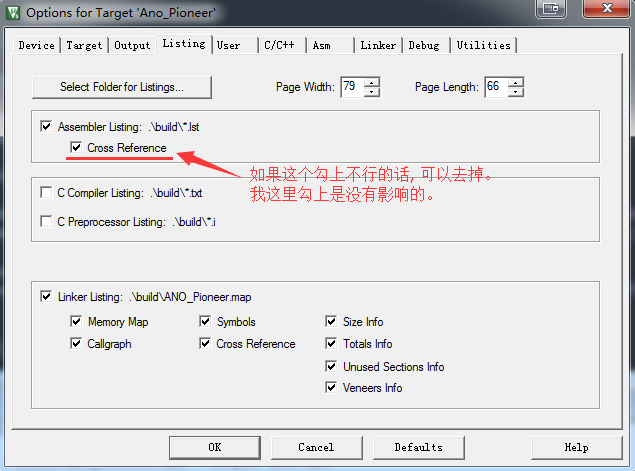 Options for Target 'Ano_Pioneer'
Device Target Output Listing User C/C++ Asm Linker Debug Utilities
Select Folder for Listings... Page Width: 79 Page Length: 66
Assembler Listing: .\build\*.lst
Cross Reference
如果这个勾上不行的话, 可以去掉。
我这里勾上是没有影响的。
C Compiler Listing: .\build\*.txt
C Preprocessor Listing: .\build\*.i
Linker Listing: .\build\ANO_Pioneer.map
Memory Map Symbols Size Info
Callgraph Cross Reference Totals Info
Unused Sections Info
Veneers Info
OK Cancel Defaults Help